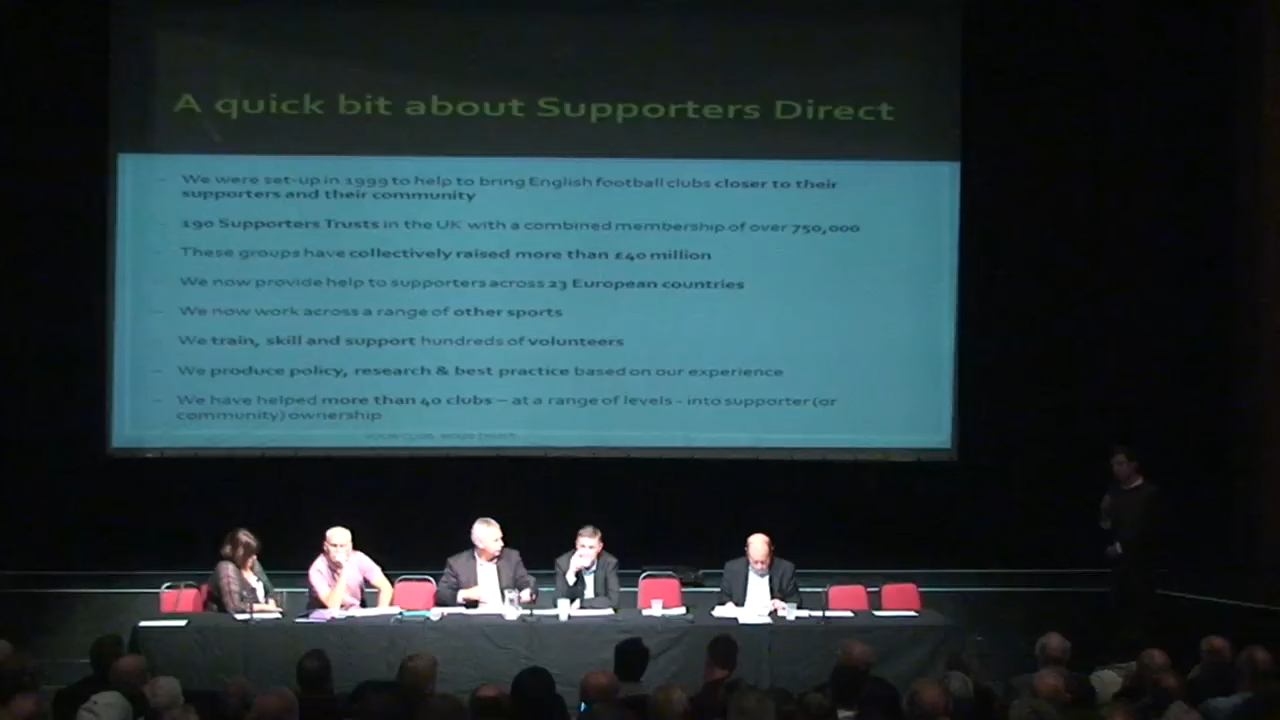 A quick bit about Supporters Direct
– We were set-up in 1999 to help to bring English football clubs closer to their
supporters and their community
– 190 Supporters Trusts in the UK with a combined membership of over 750,000
– These groups have collectively raised more than £40 million
– We now provide help to supporters across 23 European countries
– We now work across a range of other sports
– We train, skill and support hundreds of volunteers
– We produce policy, research & best practice based on our experience
– We have helped more than 40 clubs – at a range of levels - into supporter (or
community) ownership